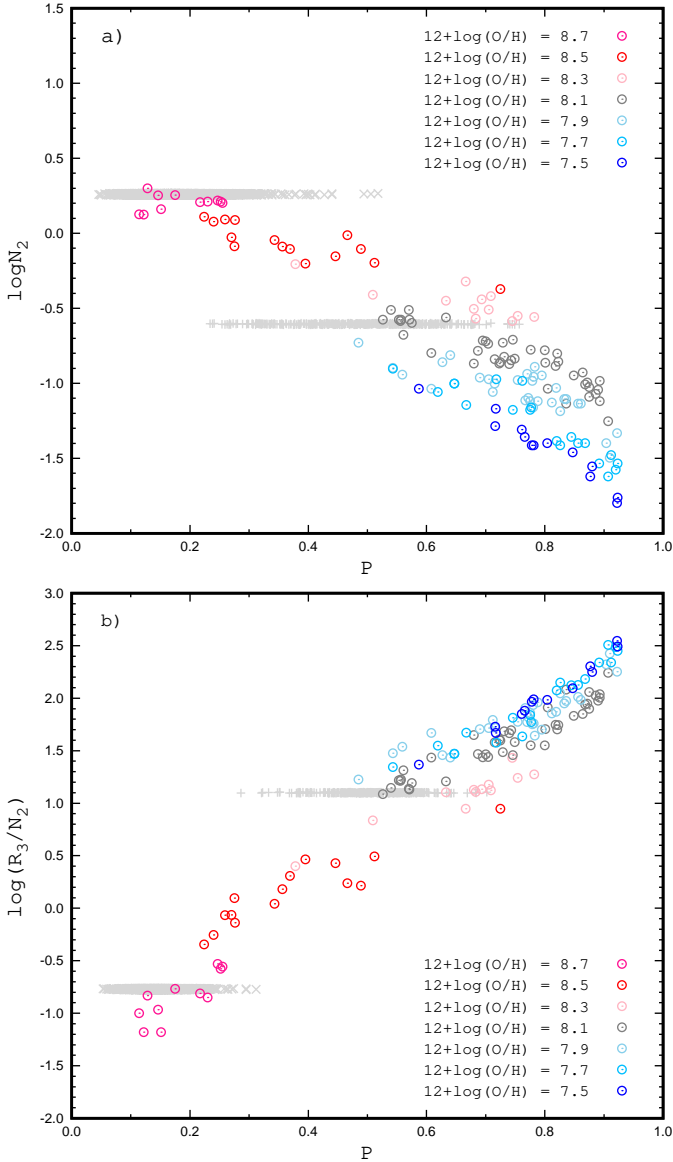 1.5
a)
12+log(O/H) = 8.7
12+log(O/H) = 8.5
12+log(O/H) = 8.3
12+log(O/H) = 8.1
12+log(O/H) = 7.9
12+log(O/H) = 7.7
12+log(O/H) = 7.5
1.0
0.5
0.0
-0.5
-1.0
-1.5
-2.0
logN2
0.0 0.2 0.4 0.6 0.8 1.0
P
3.0
b)
2.5
2.0
1.5
1.0
0.5
0.0
-0.5
-1.0
-1.5
-2.0
log(R3/N2)
12+log(O/H) = 8.7
12+log(O/H) = 8.5
12+log(O/H) = 8.3
12+log(O/H) = 8.1
12+log(O/H) = 7.9
12+log(O/H) = 7.7
12+log(O/H) = 7.5
0.0 0.2 0.4 0.6 0.8 1.0
P